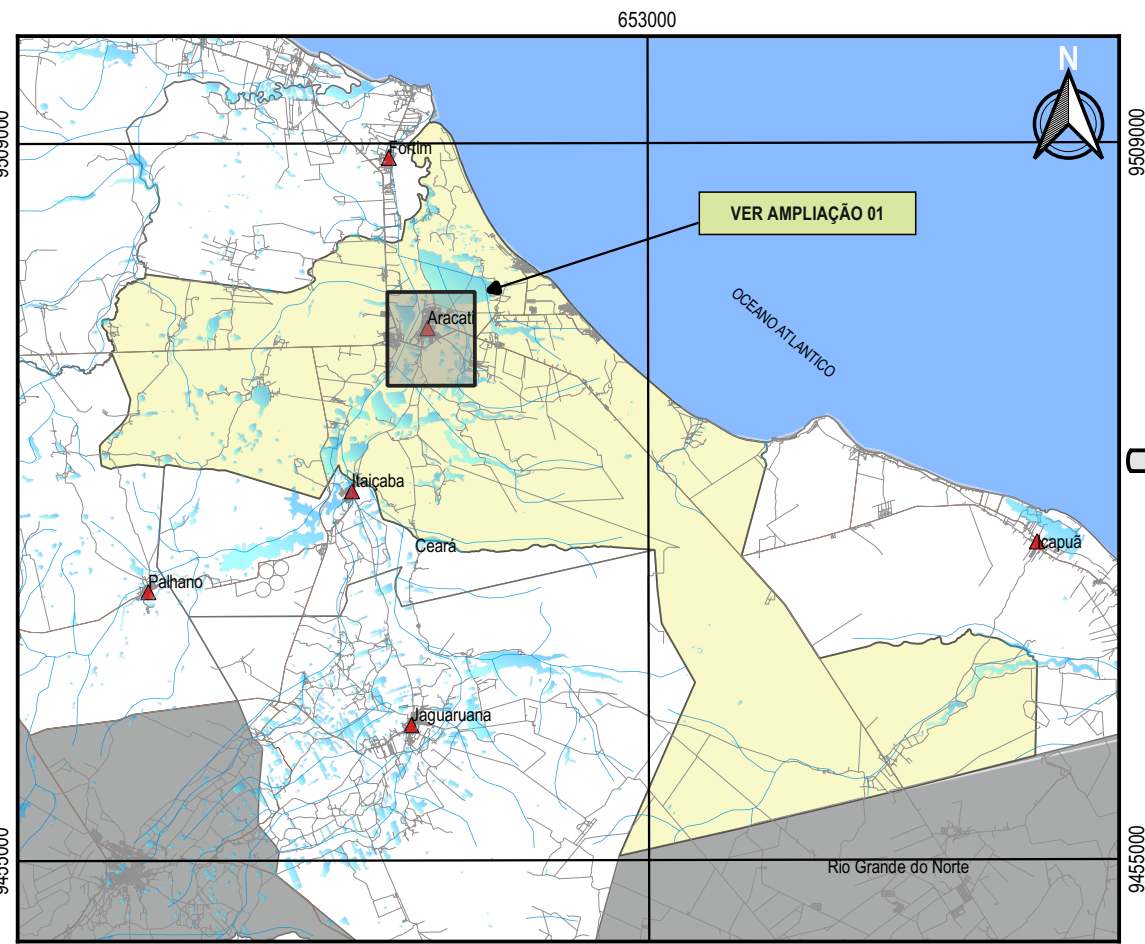 653000
N
9509000
9509000
Fortim
VER AMPLIAÇÃO 01
OCEANO ATLANTICO
Aracati
Itaiçaba
Ceará
Icapuã
Palhano
Jaguaruana
9455000
9455000
Rio Grande do Norte